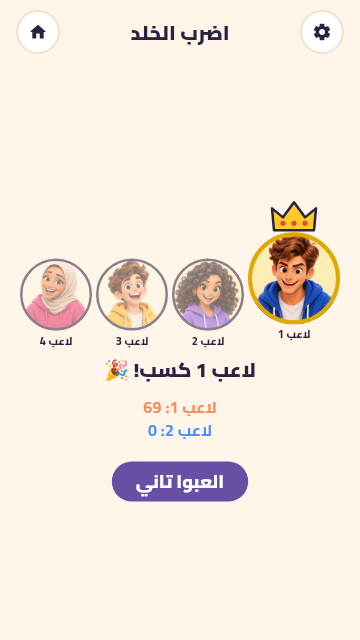 اضرب الخلد
لاعب 1
لاعب 2
لاعب 3
لاعب 4
لاعب 1 كسب! 🎉
لاعب 1: 69
لاعب 2: 0
العبوا تاني